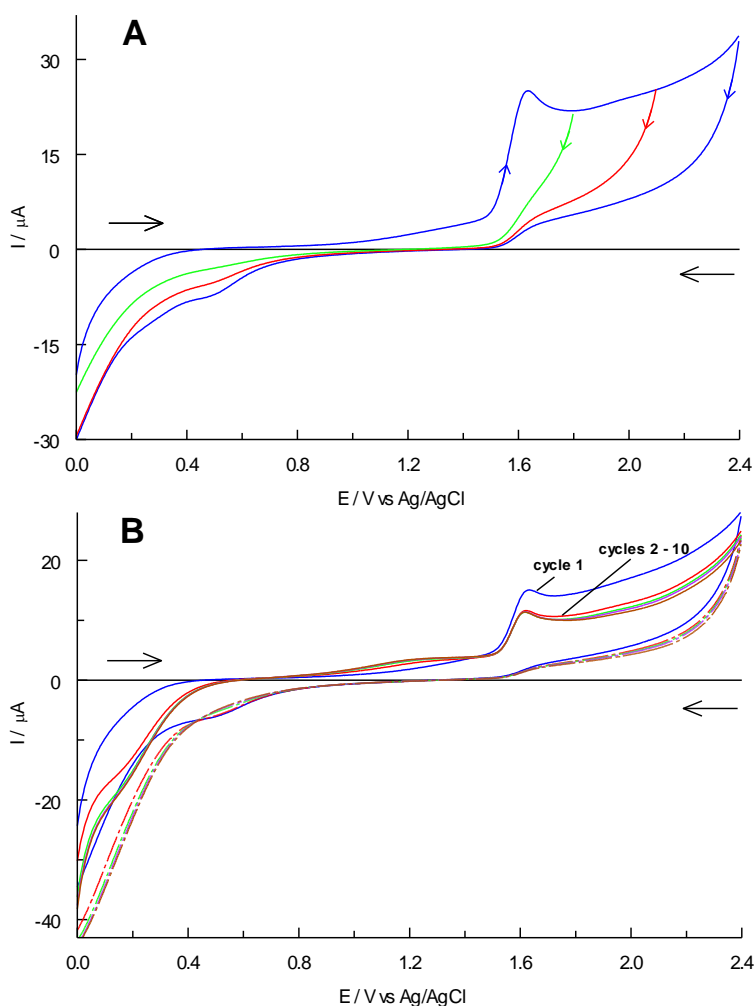 A
30
15
0
-15
-30
I / μA
0.0 0.4 0.8 1.2 1.6 2.0 2.4
E / V vs Ag/AgCl
B
cycle 1
cycles 2 - 10
20
0
-20
-40
I / μA
0.0 0.4 0.8 1.2 1.6 2.0 2.4
E / V vs Ag/AgCl